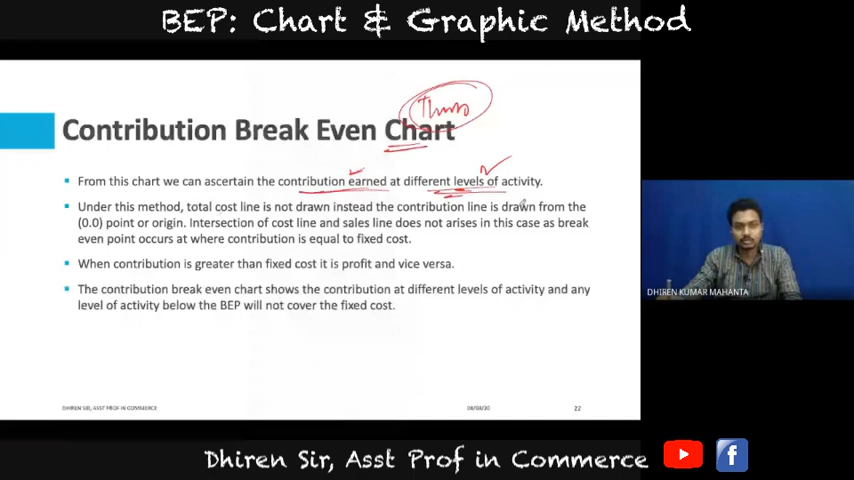 BEP: Chart & Graphic Method
Contribution Break Even Chart
From this chart we can ascertain the contribution earned at different levels of activity.
Under this method, total cost line is not drawn instead the contribution line is drawn from the
(0.0) point or origin. Intersection of cost line and sales line does not arises in this case as break
even point occurs at where contribution is equal to fixed cost.
When contribution is greater than fixed cost it is profit and vice versa.
The contribution break even chart shows the contribution at different levels of activity and any
level of activity below the BEP will not cover the fixed cost.
DHIREN KUMAR MAHANTA
DHIREN SIR, ASST PROF IN COMMERCE
08/08/20
22
Dhiren Sir, Asst Prof in Commerce